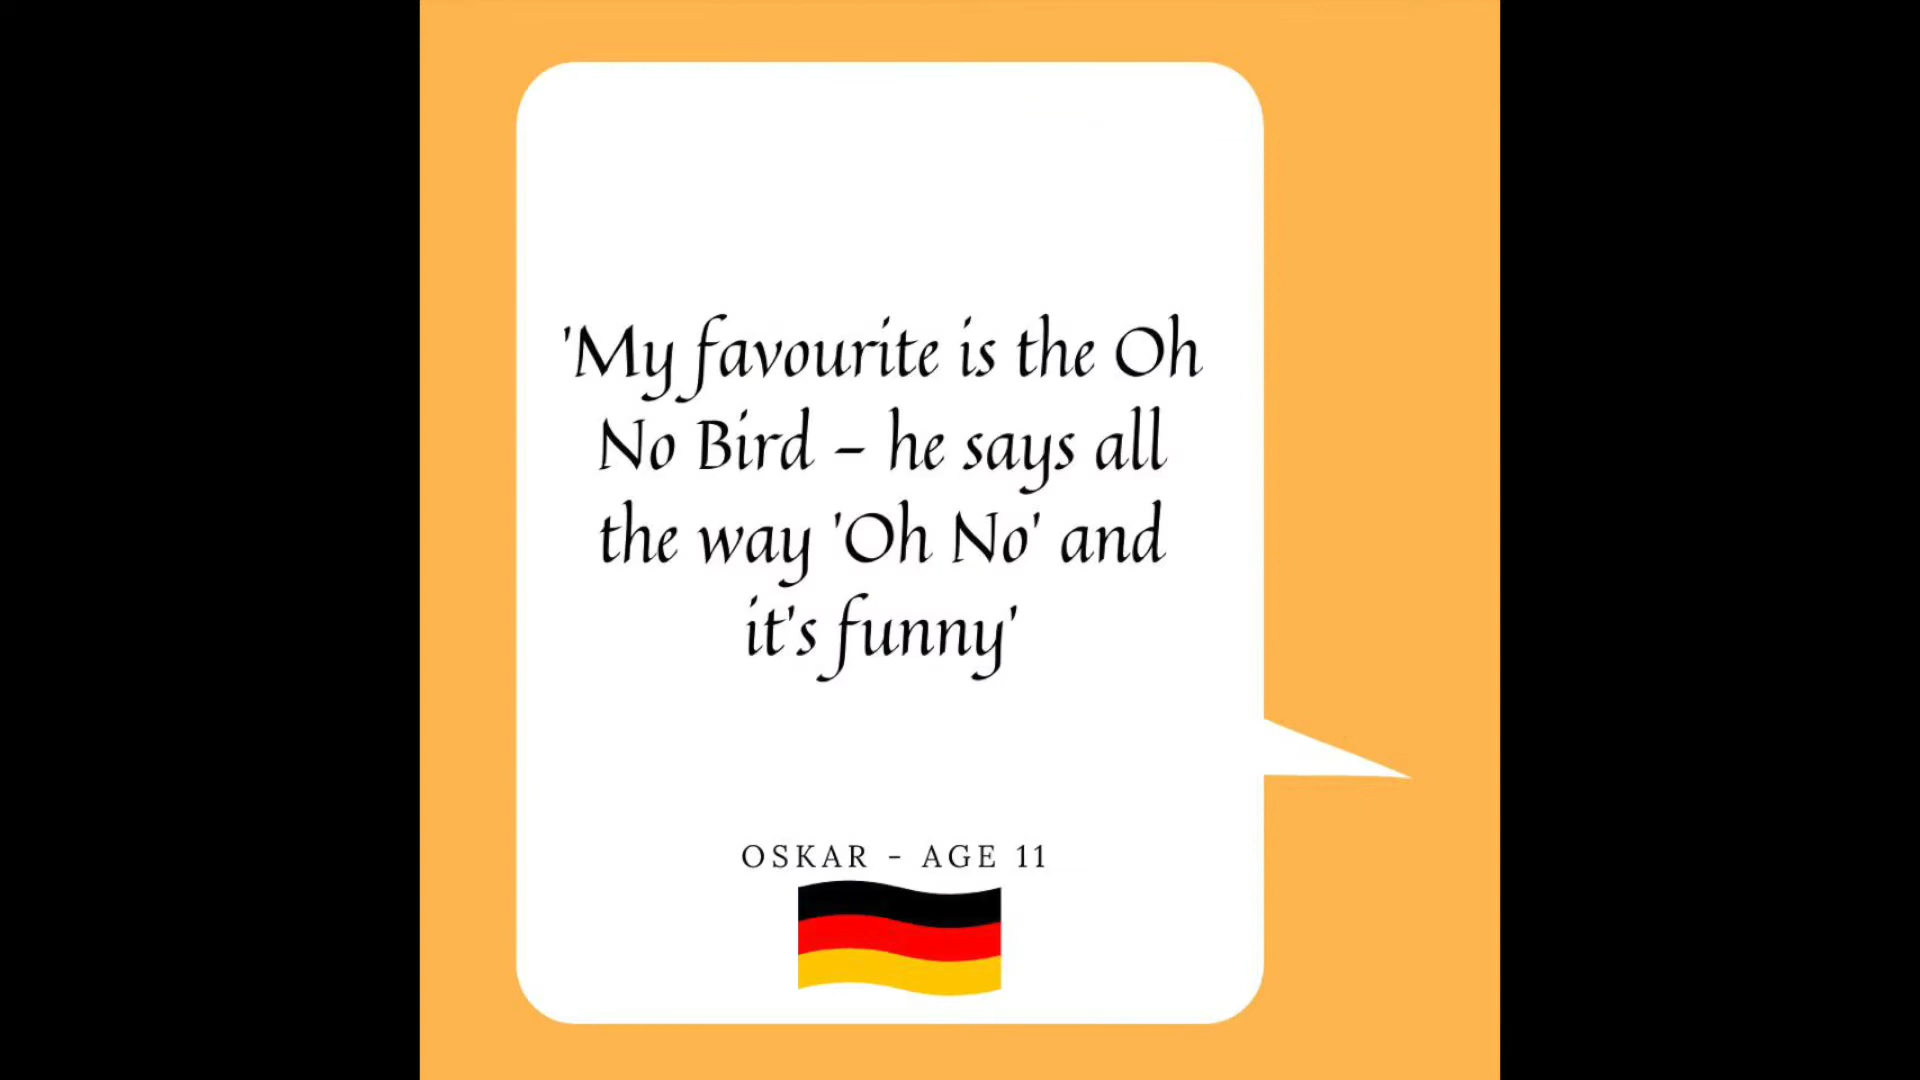 'My favourite is the Oh
No Bird – he says all
the way 'Oh No' and
it's funny'
OSKAR - AGE 11